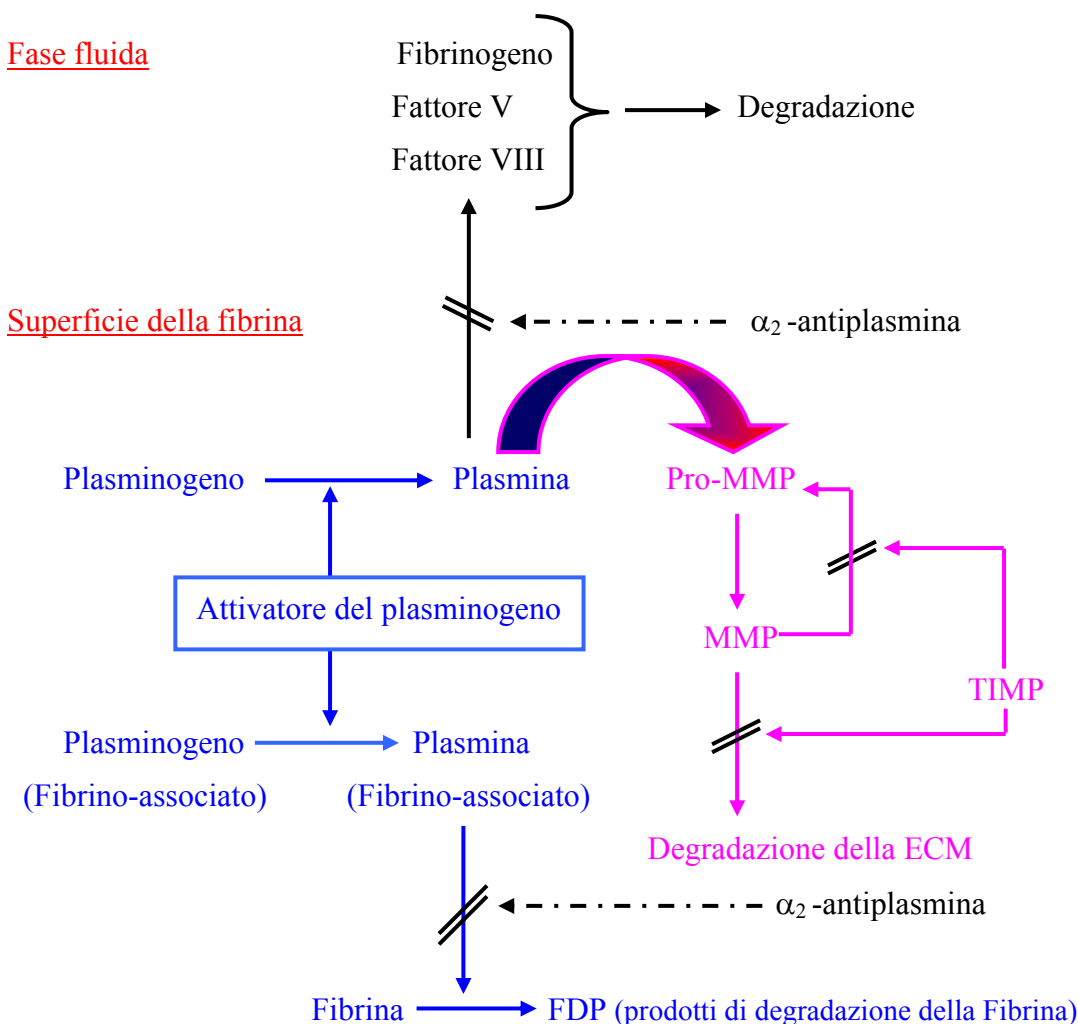 Fase fluida
Fibrinogeno
Fattore V
Degradazione
Fattore VIII
Superficie della fibrina
α₂ -antiplasmina
Plasminogeno
Plasmina
Pro-MMP
Attivatore del plasminogeno
MMP
TIMP
Plasminogeno
Plasmina
(Fibrino-associato)
(Fibrino-associato)
Degradazione della ECM
α₂ -antiplasmina
Fibrina
FDP (prodotti di degradazione della Fibrina)